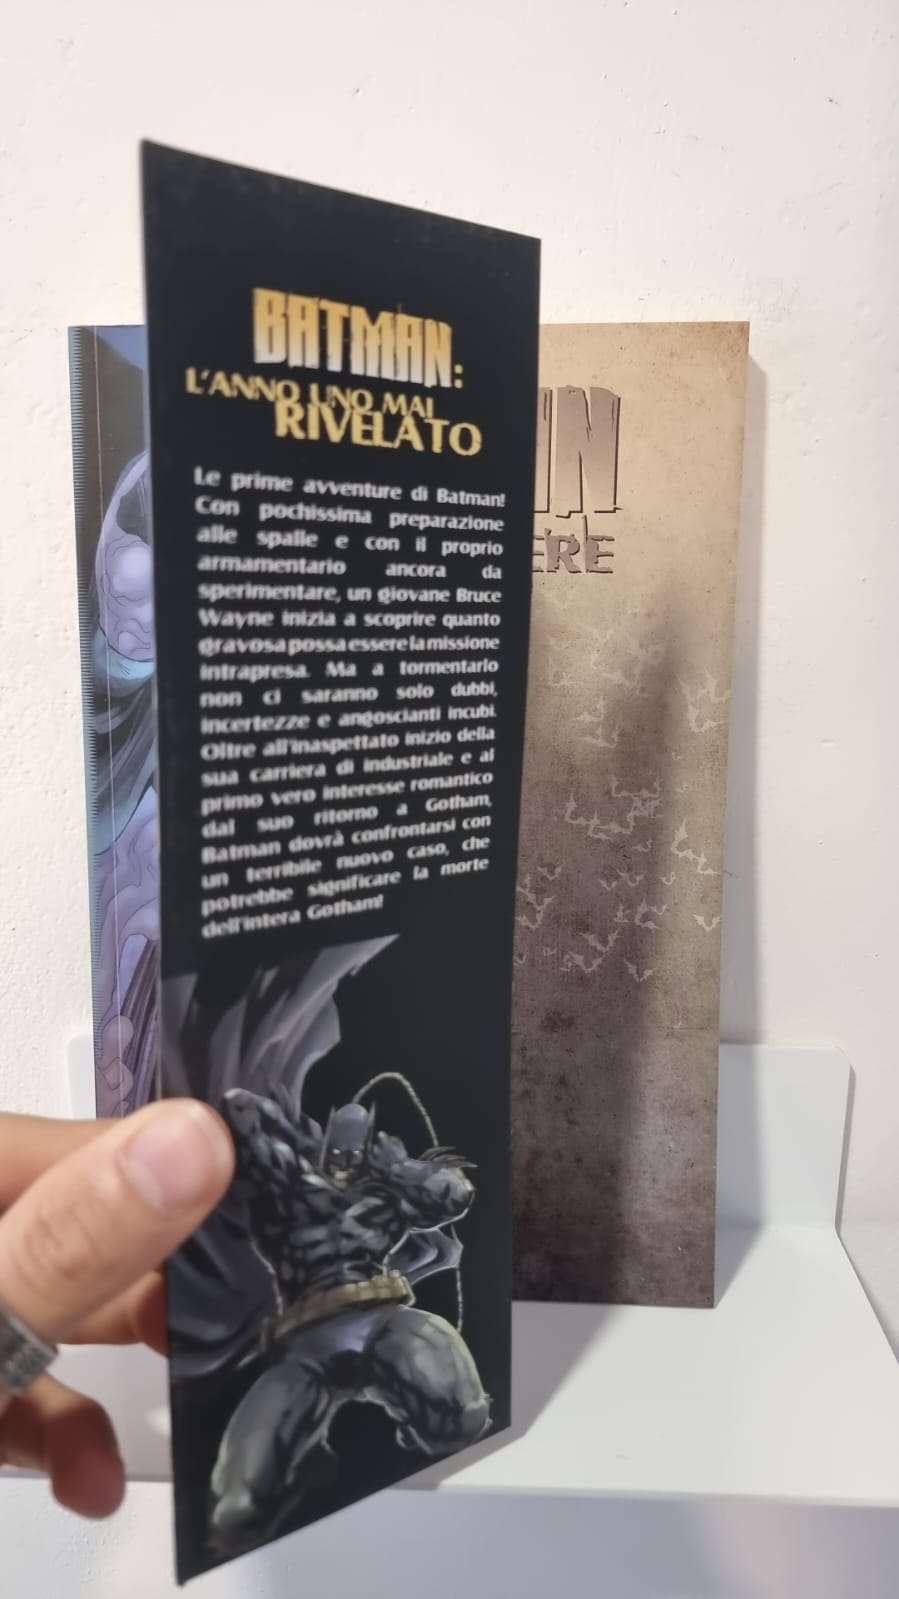 BATMAN:
L'ANNO UNO MAI
RIVELATO
Le prime avventure di Batman!
Con pochissima preparazione
alle spalle e con il proprio
armamentario ancora da
sperimentare, un giovane Bruce
Wayne inizia a scoprire quanto
gravosa possa essere la missione
intrapresa. Ma a tormentarlo
non ci saranno solo dubbi,
incertezze e angoscianti incubi.
Oltre all'inaspettato inizio della
sua carriera di industriale e al
primo vero interesse romantico
dal suo ritorno a Gotham,
Batman dovrà confrontarsi con
un terribile nuovo caso, che
potrebbe significare la morte
dell'intera Gotham!